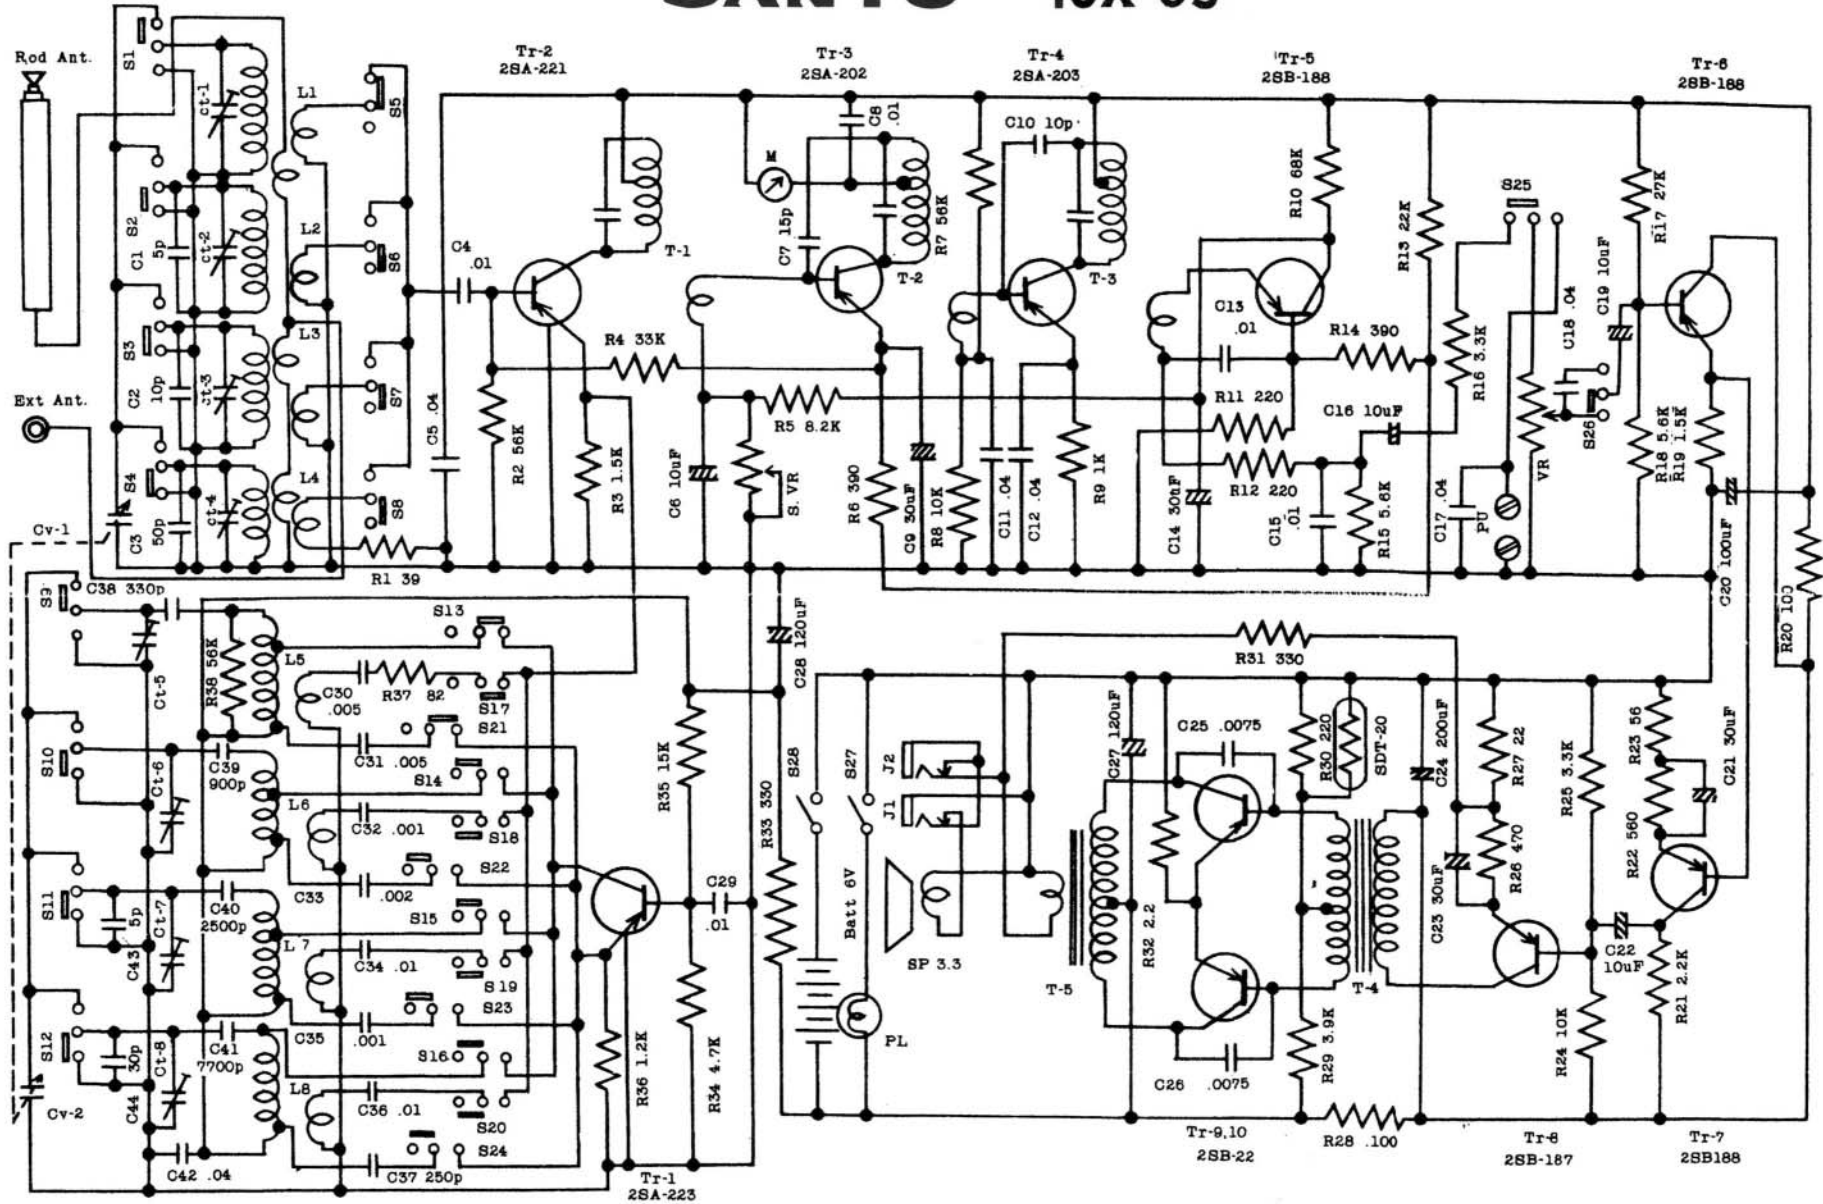 SANYO 10X-93
Rod Ant.
Ext Ant.
S1
ct-1
L1
S5
S2
C1
5p
ct-2
L2
S6
S3
C2
10p
ct-3
L3
S7
S4
C3
50p
ct-4
L4
S8
Cv-1
R1 39
C5 .04
C4
.01
Tr-2
2SA-221
T-1
R2 56K
R3 1.5K
R4 33K
Tr-3
2SA-202
M
C8
.01
C7 15p
R7 56K
T-2
R5 8.2K
C6 10uF
S. VR
R6 390
C9 30uF
Tr-4
2SA-203
C10 10p
T-3
R8 10K
C11 .04
C12 .04
R9 1K
Tr-5
2SB-188
R10 68K
C13
.01
R14 390
R13 22K
R11 220
R12 220
C16 10uF
C14 30uF
C15
.01
R15 5.6K
R16 3.3K
S25
C17 .04
PU
VR
C18 .04
S26
C19 10uF
R17 27K
Tr-6
2SB-188
R18 5.6K
R19 1.5K
C20 100uF
R20 100
S9
C38 330p
Ct-5
R38 56K
L5
C30
.005
R37 82
S13
S17
S21
C31 .005
S10
Ct-6
C39
900p
L6
S14
C32 .001
S18
C33
.002
S22
S11
C43
5p
Ct-7
C40
2500p
L7
S15
C34 .01
S19
C35
.001
S23
S12
C44
30p
Ct-8
C41
7700p
L8
S16
C36 .01
S20
C37 250p
S24
Cv-2
C42 .04
Tr-1
2SA-223
R36 1.2K
R34 4.7K
R35 15K
C29
.01
C28 120uF
R33 330
S28
S27
Batt 6V
PL
J2
J1
SP 3.3
T-5
C27 120uF
R31 330
C25 .0075
R32 2.2
C26 .0075
Tr-9,10
2SB-22
R30 220
SDT-20
R29 3.9K
R28 .100
T-4
C24 200uF
C23 30uF
R27 22
R26 470
Tr-8
2SB-187
R25 3.3K
R24 10K
C22
10uF
R23 56
R22 560
C21 30uF
R21 2.2K
Tr-7
2SB188